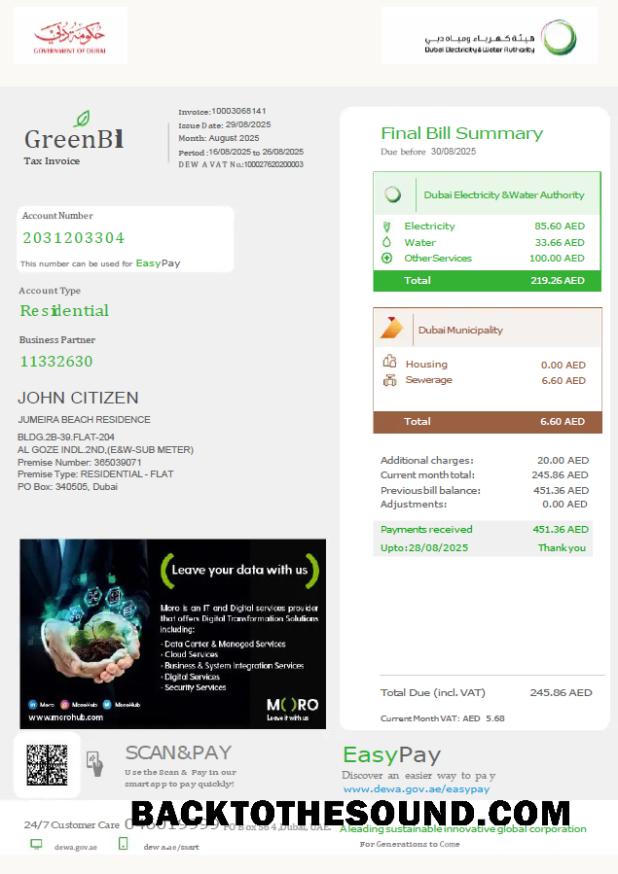 حكومة دبي
GOVERNMENT OF DUBAI
هيئة كهرباء ومياه دبي
Dubai Electricity & Water Authority
GreenBill
Tax Invoice
Invoice:10003068141
Issue Date: 29/08/2025
Month: August 2025
Period :16/08/2025 to 26/08/2025
DEWA VAT No.:100027620200003
Account Number
2031203304
This number can be used for EasyPay
Account Type
Residential
Business Partner
11332630
JOHN CITIZEN
JUMEIRA BEACH RESIDENCE
BLDG.2B-39.FLAT-204
AL GOZE INDL.2ND,(E&W-SUB METER)
Premise Number: 365039071
Premise Type: RESIDENTIAL - FLAT
PO Box: 340505, Dubai
Final Bill Summary
Due before 30/08/2025
Dubai Electricity &Water Authority
Electricity 85.60 AED
Water 33.66 AED
Other Services 100.00 AED
Total 219.26 AED
Dubai Municipality
Housing 0.00 AED
Sewerage 6.60 AED
Total 6.60 AED
Additional charges: 20.00 AED
Current month total: 245.86 AED
Previous bill balance: 451.36 AED
Adjustments: 0.00 AED
Payments received 451.36 AED
Upto:28/08/2025 Thank you
Total Due (incl. VAT) 245.86 AED
Current Month VAT: AED 5.68
Leave your data with us
Moro is an IT and Digital services provider
that offers Digital Transformation Solutions
including:
- Data Center & Managed Services
- Cloud Services
- Business & System Integration Services
- Digital Services
- Security Services
Moro MoroHub MoroHub
www.morohub.com
MORO
Leave it with us
SCAN&PAY
Use the Scan & Pay in our
smart app to pay quickly!
EasyPay
Discover an easier way to pay
www.dewa.gov.ae/easypay
BACKTOTHESOUND.COM
24/7 Customer Care PO Box 564 ,Dubai, UAE.
A leading sustainable innovative global corporation
dewa.gov.ae dewa.ae/smart
For Generations to Come